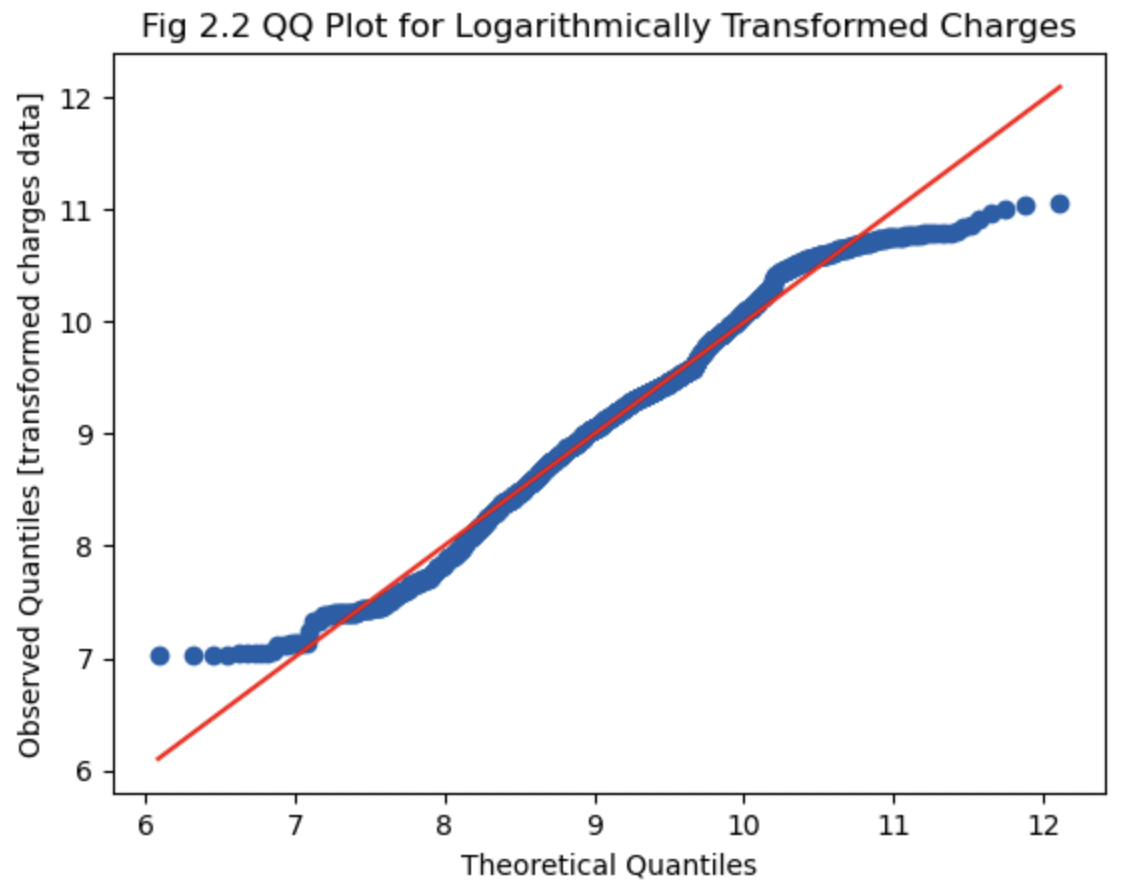 Fig 2.2 QQ Plot for Logarithmically Transformed Charges
Observed Quantiles [transformed charges data]
12
11
10
9
8
7
6
6 7 8 9 10 11 12
Theoretical Quantiles